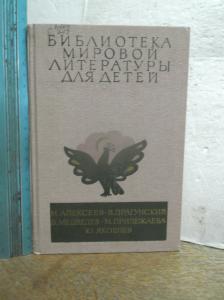 БИБЛИОТЕКА
МИРОВОЙ
ЛИТЕРАТУРЫ
ДЛЯ ДЕТЕЙ
М.АЛЕКСЕЕВ·В.ДРАГУНСКИЙ
В.МЕДВЕДЕВ·М.ПРИЛЕЖАЕВА
Ю.ЯКОВЛЕВ